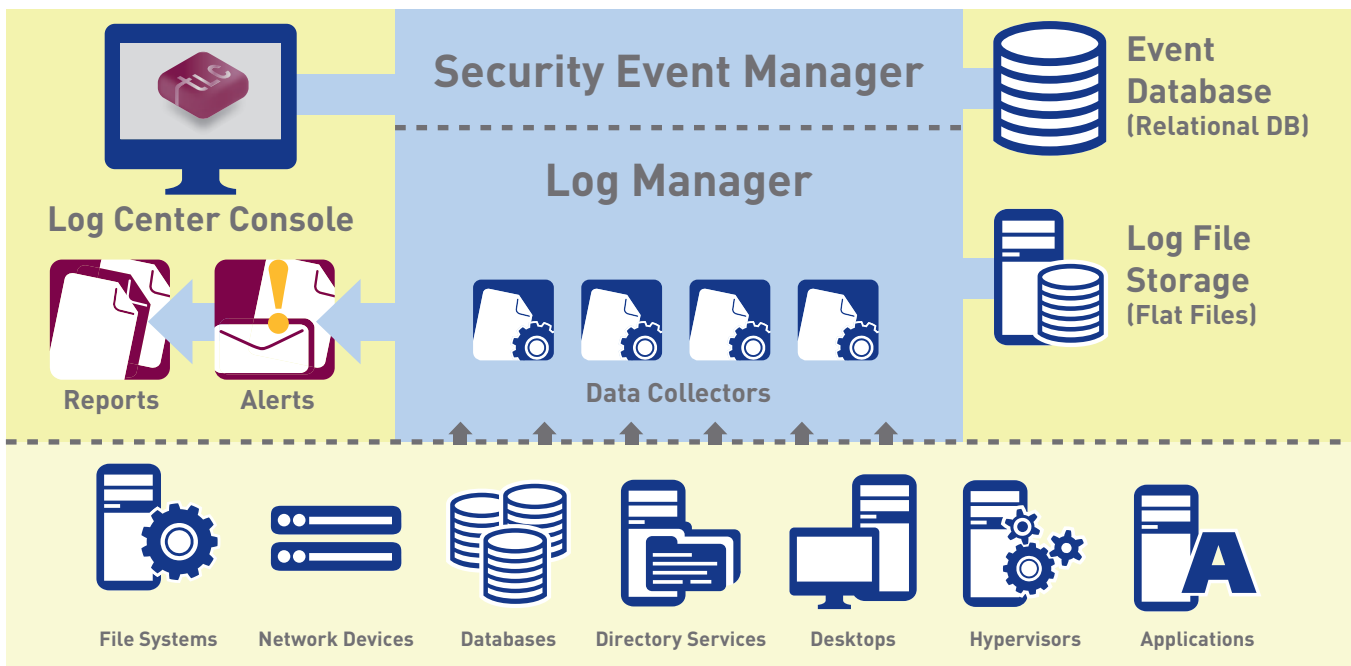 tLc
Security Event Manager
Event
Database
(Relational DB)
Log Manager
Log Center Console
Log File
Storage
(Flat Files)
Reports
Alerts
Data Collectors
File Systems
Network Devices
Databases
Directory Services
Desktops
Hypervisors
A
Applications